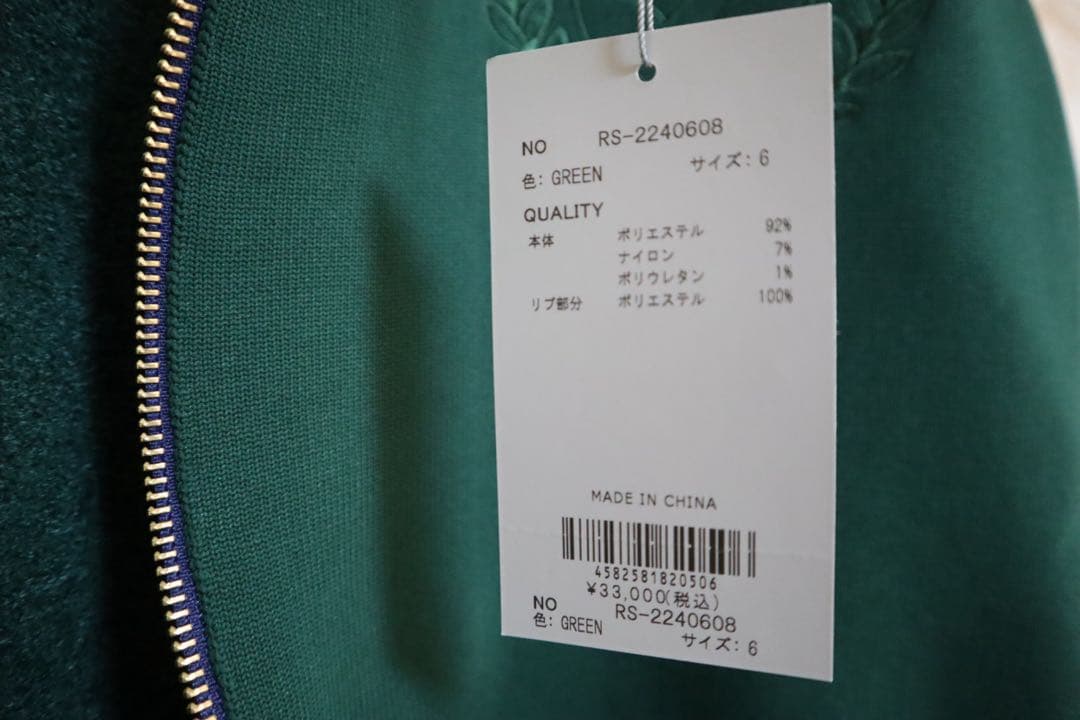 NO RS-2240608
色: GREEN サイズ: 6
QUALITY
本体 ポリエステル 92%
ナイロン 7%
ポリウレタン 1%
リブ部分 ポリエステル 100%
MADE IN CHINA
4582581820506
¥33,000(税込)
NO RS-2240608
色: GREEN サイズ: 6